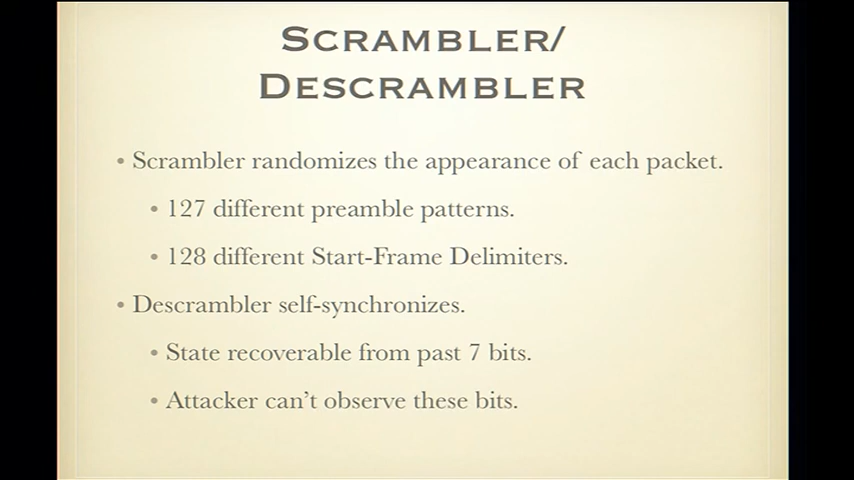 SCRAMBLER/
DESCRAMBLER
• Scrambler randomizes the appearance of each packet.
• 127 different preamble patterns.
• 128 different Start-Frame Delimiters.
• Descrambler self-synchronizes.
• State recoverable from past 7 bits.
• Attacker can't observe these bits.